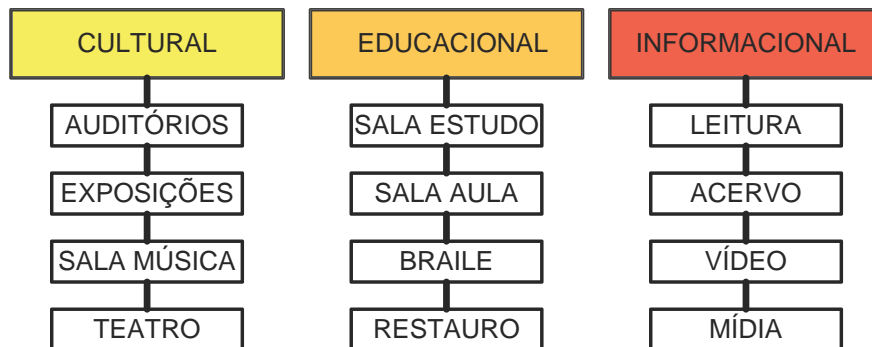 CULTURAL
AUDITÓRIOS
EXPOSIÇÕES
SALA MÚSICA
TEATRO
EDUCACIONAL
SALA ESTUDO
SALA AULA
BRAILE
RESTAURO
INFORMACIONAL
LEITURA
ACERVO
VÍDEO
MÍDIA